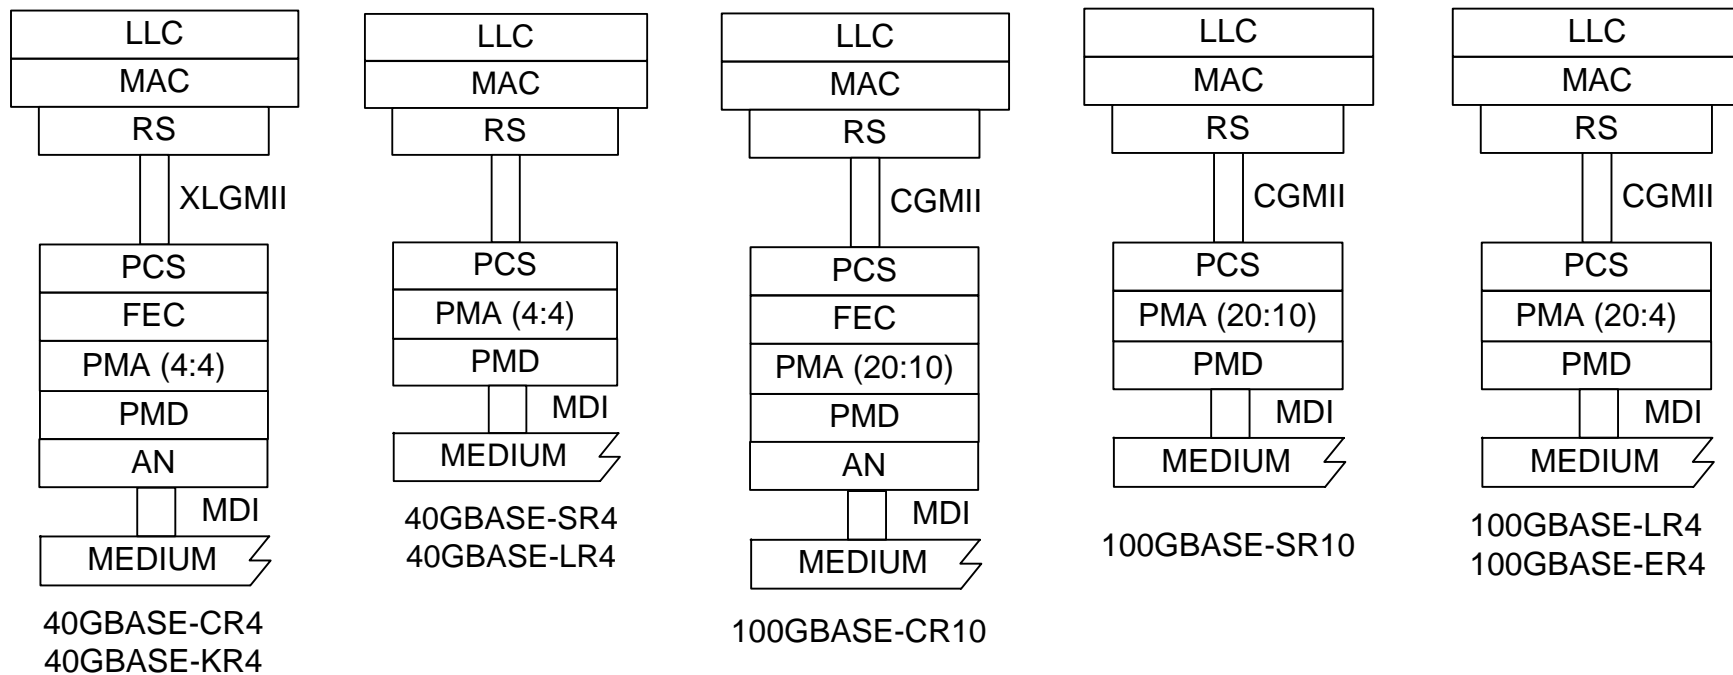 LLC
MAC
RS
XLGMII
PCS
FEC
PMA (4:4)
PMD
AN
MDI
MEDIUM
40GBASE-CR4
40GBASE-KR4
LLC
MAC
RS
PCS
PMA (4:4)
PMD
MDI
MEDIUM
40GBASE-SR4
40GBASE-LR4
LLC
MAC
RS
CGMII
PCS
FEC
PMA (20:10)
PMD
AN
MDI
MEDIUM
100GBASE-CR10
LLC
MAC
RS
CGMII
PCS
PMA (20:10)
PMD
MDI
MEDIUM
100GBASE-SR10
LLC
MAC
RS
CGMII
PCS
PMA (20:4)
PMD
MDI
MEDIUM
100GBASE-LR4
100GBASE-ER4